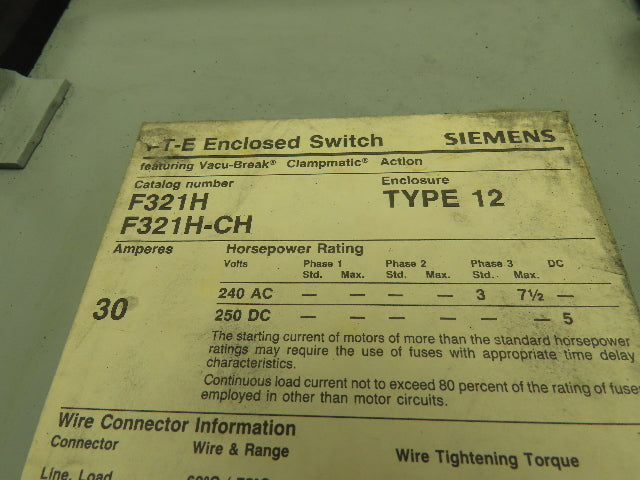 I-T-E Enclosed Switch SIEMENS
featuring Vacu-Break® Clampmatic® Action
Catalog number Enclosure
F321H TYPE 12
F321H-CH
Amperes Horsepower Rating
Volts Phase 1 Phase 2 Phase 3 DC
Std. Max. Std. Max. Std. Max.
30 240 AC — — — — 3 7½ —
250 DC — — — — — — 5
The starting current of motors of more than the standard horsepower
ratings may require the use of fuses with appropriate time delay
characteristics.
Continuous load current not to exceed 80 percent of the rating of fuse
employed in other than motor circuits.
Wire Connector Information
Connector Wire & Range Wire Tightening Torque
Line, Load